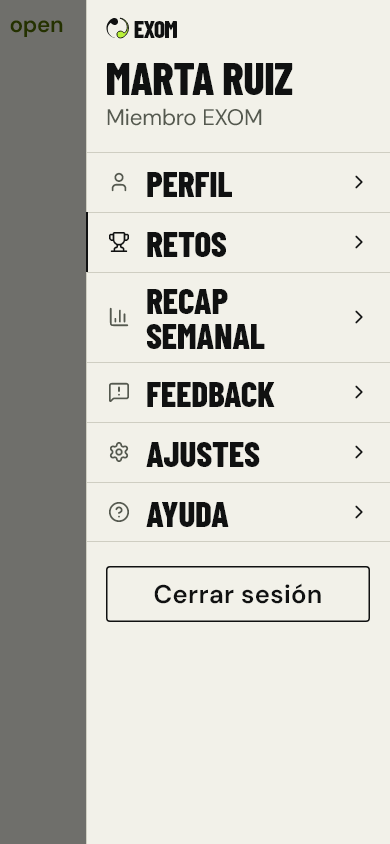 open
EXOM
MARTA RUIZ
Miembro EXOM
PERFIL
RETOS
RECAP
SEMANAL
FEEDBACK
AJUSTES
AYUDA
Cerrar sesión